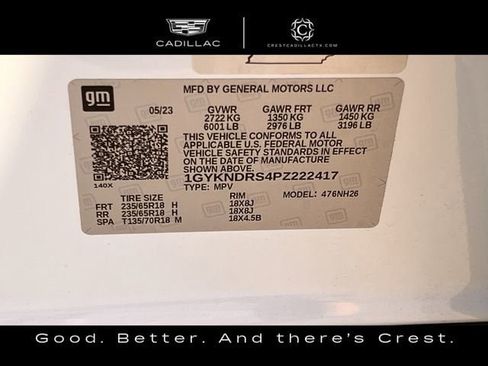 CADILLAC
CRESTCADILLACTX.COM
gm
MFD BY GENERAL MOTORS LLC
05/23 GVWR GAWR FRT GAWR RR
2722 KG 1350 KG 1450 KG
6001 LB 2976 LB 3196 LB
THIS VEHICLE CONFORMS TO ALL
APPLICABLE U.S. FEDERAL MOTOR
VEHICLE SAFETY STANDARDS IN
EFFECT ON THE DATE OF MANUFACTURE
SHOWN ABOVE.
1GYKNDRS4PZ222417
140X TYPE: MPV MODEL: 476NH26
TIRE SIZE RIM
FRT 235/65R18 H 18X8J
RR 235/65R18 H 18X8J
SPA T135/70R18 M 18X4.5B
Good. Better. And there's Crest.